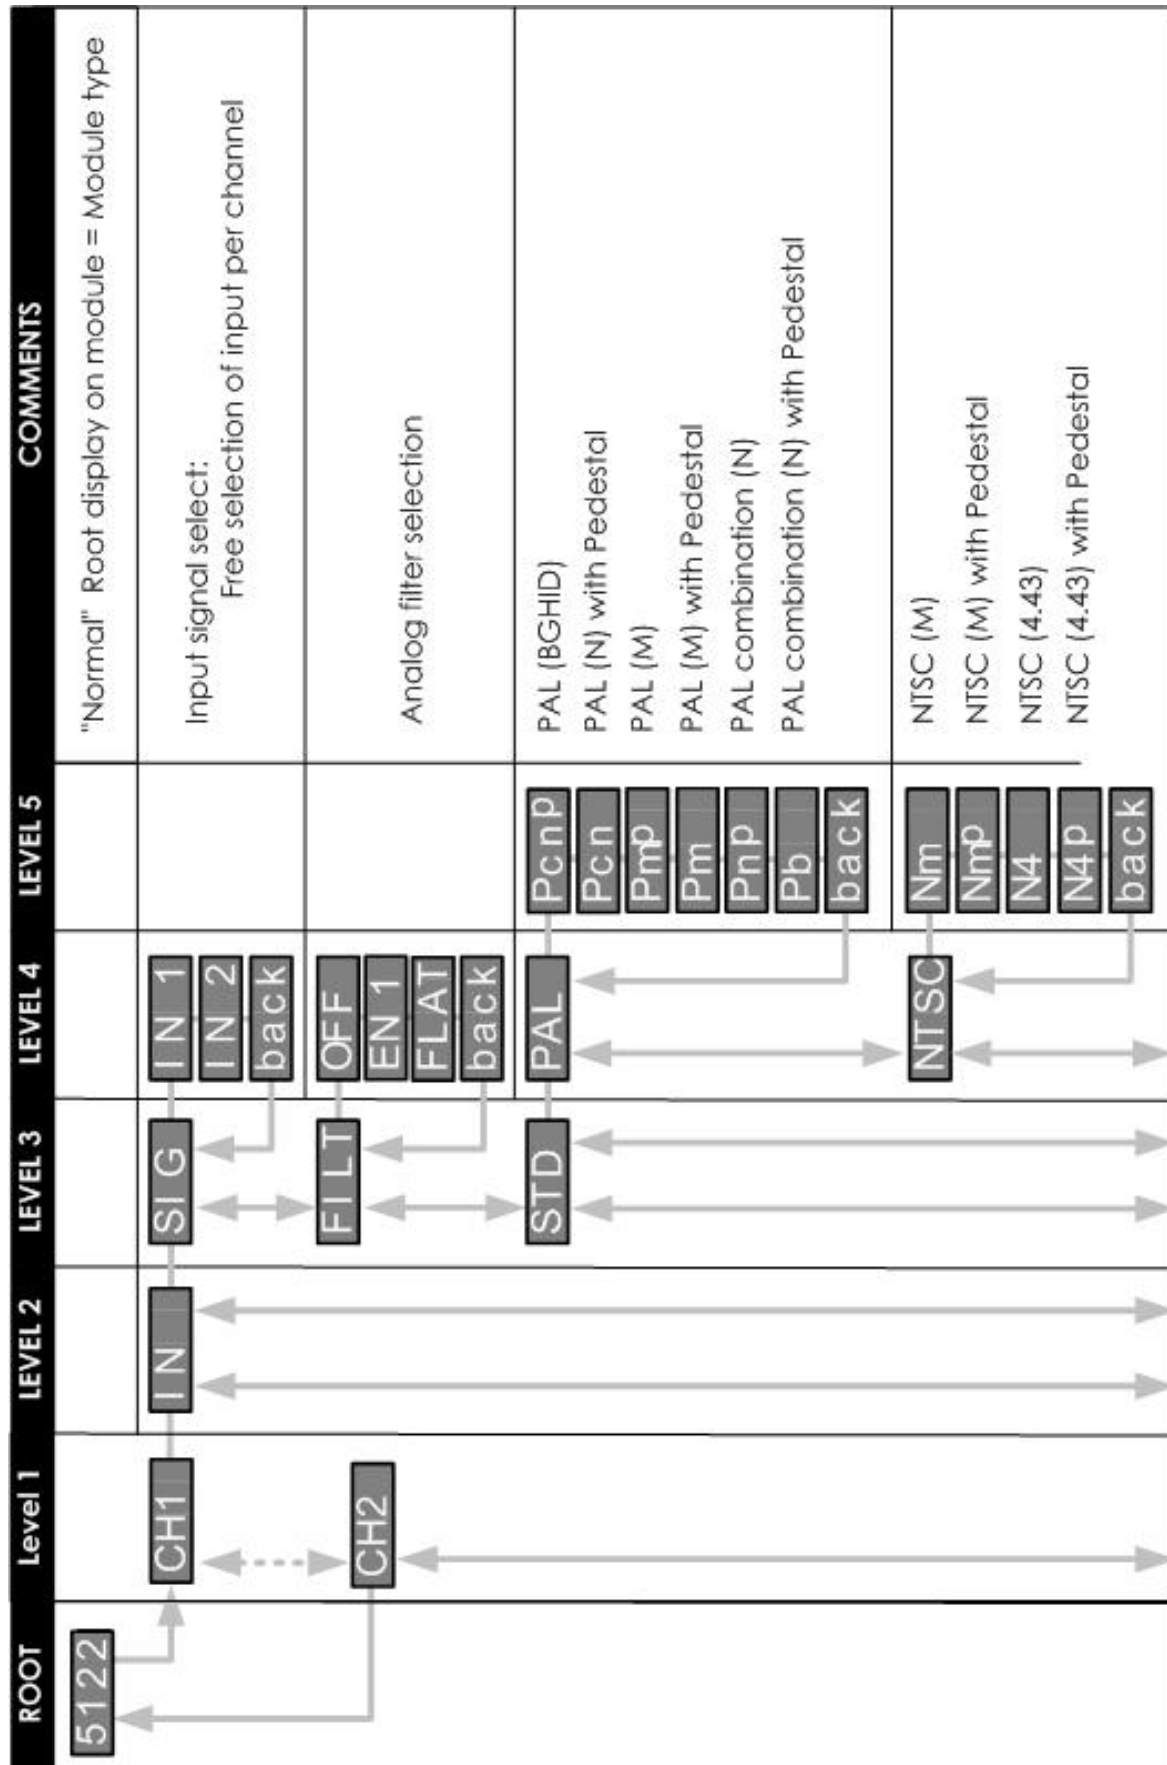 ROOT
Level 1
LEVEL 2
LEVEL 3
LEVEL 4
LEVEL 5
COMMENTS
5122
"Normal" Root display on module = Module type
CH1
IN
SIG
IN 1
Input signal select:
IN 2
Free selection of input per channel
back
CH2
FILT
OFF
EN1
FLAT
Analog filter selection
back
STD
PAL
Pcnp
PAL (BGHID)
Pcn
PAL (N) with Pedestal
Pmp
PAL (M)
Pm
PAL (M) with Pedestal
Pnp
PAL combination (N)
Pb
PAL combination (N) with Pedestal
back
NTSC
Nm
NTSC (M)
Nmp
NTSC (M) with Pedestal
N4
NTSC (4.43)
N4p
NTSC (4.43) with Pedestal
back